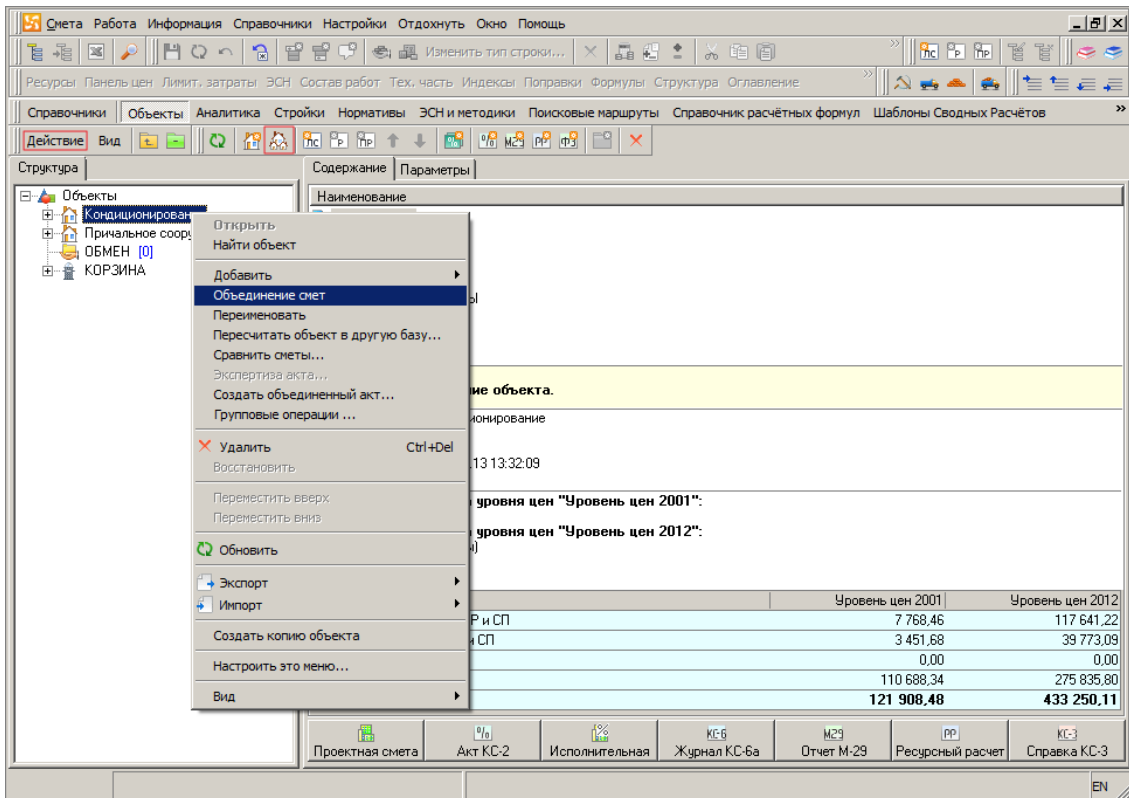 Смета Работа Информация Справочники Настройки Отдохнуть Окно Помощь
Изменить тип строки...
Ресурсы Панель цен Лимит. затраты ЭСН Состав работ Тех. часть Индексы Поправки Формулы Структура Оглавление
Справочники Объекты Аналитика Стройки Нормативы ЭСН и методики Поисковые маршруты Справочник расчётных формул Шаблоны Сводных Расчётов
Действие Вид
Структура
Содержание Параметры
Объекты
Кондиционирован
Причальное соору
ОБМЕН [0]
КОРЗИНА
Наименование
Открыть
Найти объект
Добавить
Объединение смет
Переименовать
Пересчитать объект в другую базу...
Сравнить сметы...
Экспертиза акта...
Создать объединенный акт...
Групповые операции ...
Удалить Ctrl+Del
Восстановить
Переместить вверх
Переместить вниз
Обновить
Экспорт
Импорт
Создать копию объекта
Настроить это меню...
Вид
ие объекта.
ионирование
.13 13:32:09
уровня цен "Уровень цен 2001":
уровня цен "Уровень цен 2012":
Уровень цен 2001 Уровень цен 2012
Р и СП 7 768,46 117 641,22
и СП 3 451,68 39 773,09
0,00 0,00
110 688,34 275 835,80
121 908,48 433 250,11
Проектная смета Акт КС-2 Исполнительная КС-6 Журнал КС-6а М29 Отчет М-29 РР Ресурсный расчет КС-3 Справка КС-3
EN